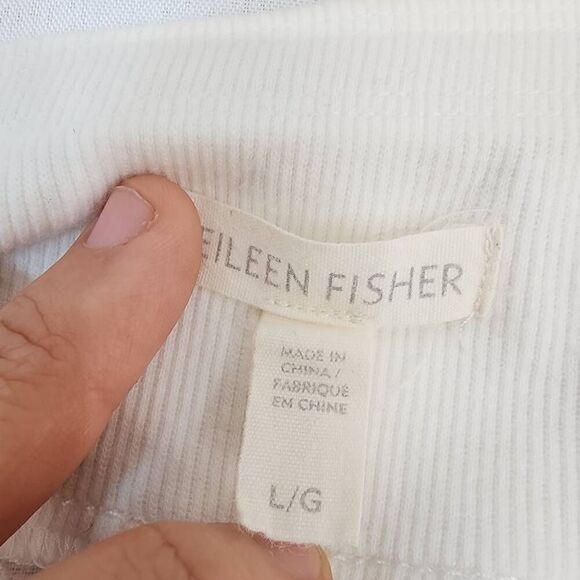 EILEEN FISHER
MADE IN
CHINA/
FABRIQUÉ
EN CHINE
L/G